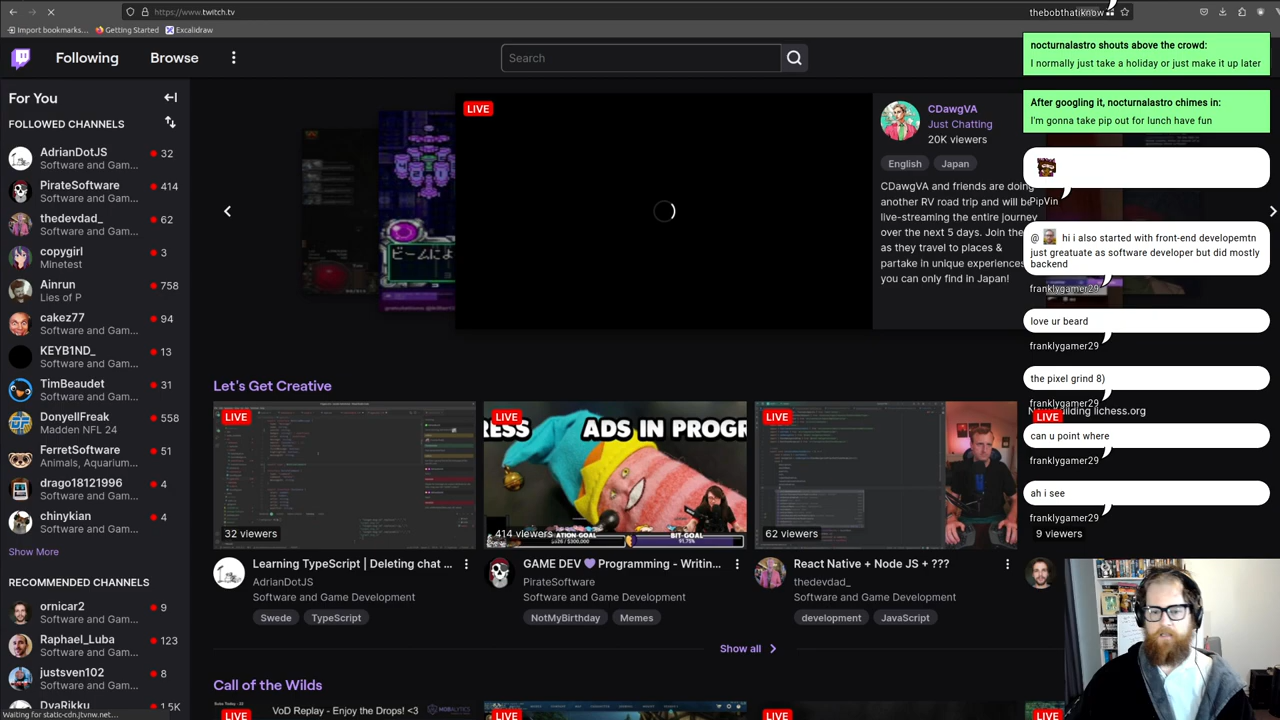 https://www.twitch.tv
Import bookmarks...
Getting Started
Excalidraw
Following
Browse
Search
For You
FOLLOWED CHANNELS
AdrianDotJS
32
Software and Gam...
PirateSoftware
414
Software and Gam...
thedevdad_
62
Software and Gam...
copygirl
3
Minetest
Ainrun
758
Lies of P
cakez77
94
Software and Gam...
KEYB1ND_
13
Software and Gam...
TimBeaudet
31
Software and Gam...
DonyellFreak
558
Madden NFL 24
FerretSoftware
51
Animals, Aquarium...
drago18121996
4
Software and Gam...
chinykian
4
Software and Gam...
Show More
RECOMMENDED CHANNELS
ornicar2
9
Software and Gam...
Raphael_Luba
123
Software and Gam...
justsven102
8
Software and Gam...
DyaRikku
1.5K
Waiting for static-cdn.jtvnw.net...
LIVE
CDawgVA
Just Chatting
20K viewers
English
Japan
CDawgVA and friends are doing
another RV road trip and will be
live-streaming the entire journey
over the next 5 days. Join the
as they travel to places &
partake in unique experiences
you can only find in Japan!
Let's Get Creative
LIVE
32 viewers
Learning TypeScript | Deleting chat ...
AdrianDotJS
Software and Game Development
Swede
TypeScript
LIVE
ADS IN PROGR
414 viewers
GAME DEV 💜 Programming - Writin...
PirateSoftware
Software and Game Development
NotMyBirthday
Memes
LIVE
62 viewers
React Native + Node JS + ???
thedevdad_
Software and Game Development
development
JavaScript
LIVE
9 viewers
Show all
Call of the Wilds
LIVE
VoD Replay - Enjoy the Drops! <3
MOBALYTICS
LIVE
LIVE
LIVE
thebobthatiknow
nocturnalastro shouts above the crowd:
I normally just take a holiday or just make it up later
After googling it, nocturnalastro chimes in:
I'm gonna take pip out for lunch have fun
PipVin
@ hi i also started with front-end developemtn
just greatuate as software developer but did mostly
backend
franklygamer29
love ur beard
franklygamer29
the pixel grind 8)
franklygamer29
can u point where
franklygamer29
ah i see
franklygamer29